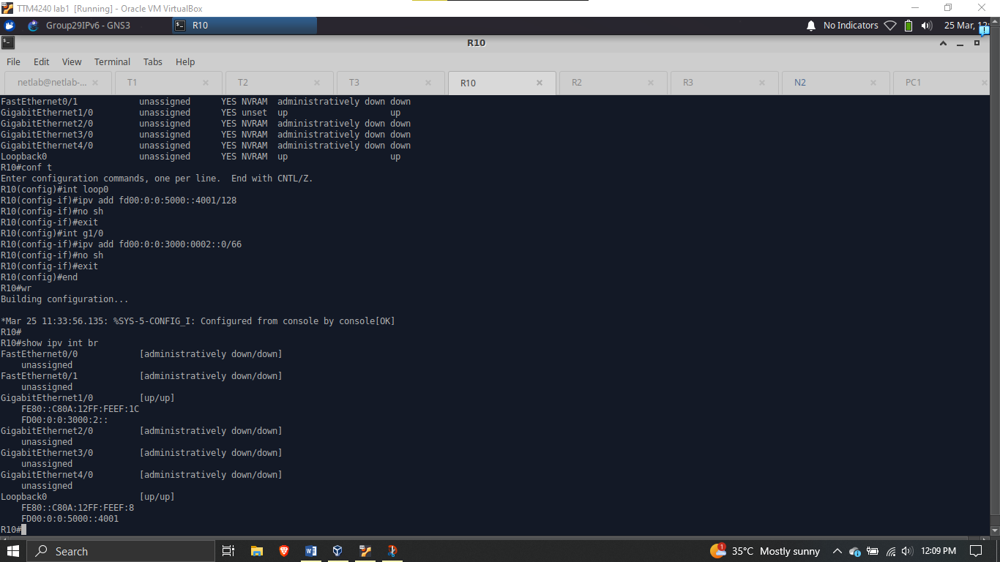 TTM4240 lab1 [Running] - Oracle VM VirtualBox
Group29IPv6 - GNS3
R10
No Indicators
25 Mar, 12:
R10
File Edit View Terminal Tabs Help
netlab@netlab-... T1 T2 T3 R10 R2 R3 N2 PC1
FastEthernet0/1            unassigned      YES NVRAM  administratively down down
GigabitEthernet1/0         unassigned      YES unset  up                    up
GigabitEthernet2/0         unassigned      YES NVRAM  administratively down down
GigabitEthernet3/0         unassigned      YES NVRAM  administratively down down
GigabitEthernet4/0         unassigned      YES NVRAM  administratively down down
Loopback0                  unassigned      YES NVRAM  up                    up
R10#conf t
Enter configuration commands, one per line.  End with CNTL/Z.
R10(config)#int loop0
R10(config-if)#ipv add fd00:0:0:5000::4001/128
R10(config-if)#no sh
R10(config-if)#exit
R10(config)#int g1/0
R10(config-if)#ipv add fd00:0:0:3000:0002::0/66
R10(config-if)#no sh
R10(config-if)#exit
R10(config)#end
R10#wr
Building configuration...
*Mar 25 11:33:56.135: %SYS-5-CONFIG_I: Configured from console by console[OK]
R10#
R10#show ipv int br
FastEthernet0/0            [administratively down/down]
    unassigned
FastEthernet0/1            [administratively down/down]
    unassigned
GigabitEthernet1/0         [up/up]
    FE80::C80A:12FF:FEEF:1C
    FD00:0:0:3000:2::
GigabitEthernet2/0         [administratively down/down]
    unassigned
GigabitEthernet3/0         [administratively down/down]
    unassigned
GigabitEthernet4/0         [administratively down/down]
    unassigned
Loopback0                  [up/up]
    FE80::C80A:12FF:FEEF:8
    FD00:0:0:5000::4001
R10#
Search
1
35°C Mostly sunny
12:09 PM